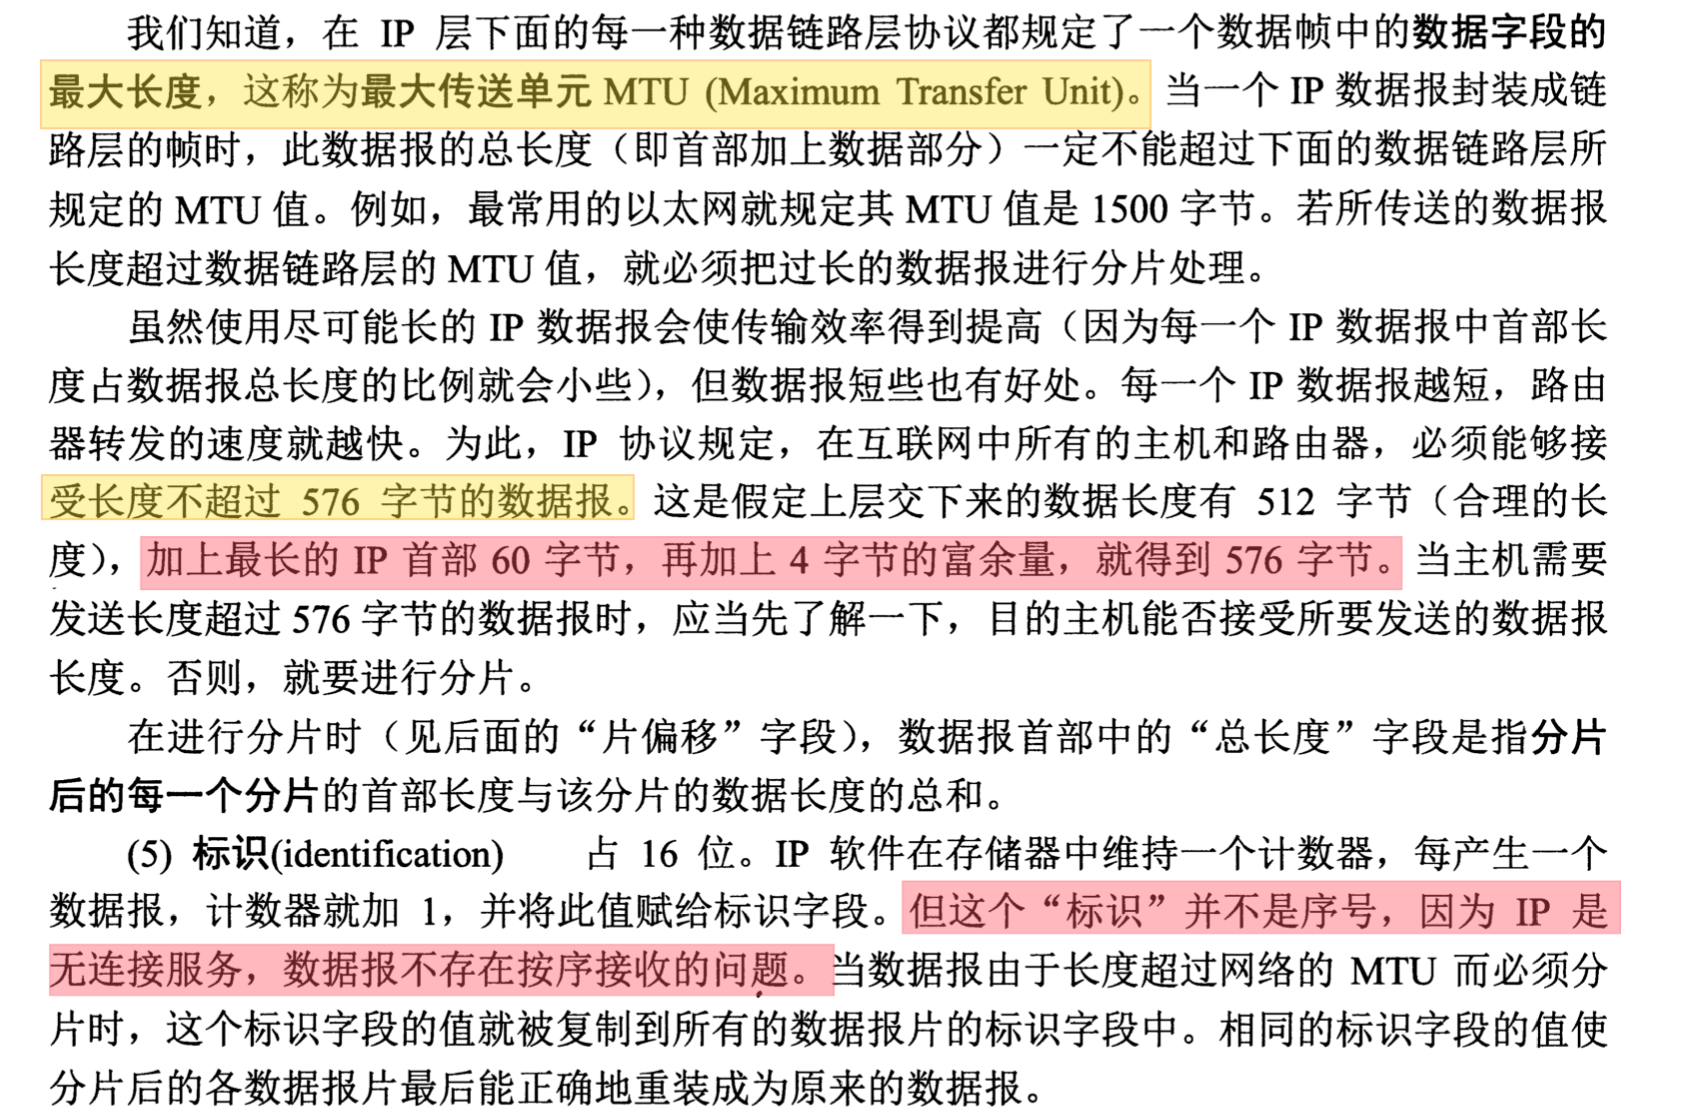 我们知道，在 IP 层下面的每一种数据链路层协议都规定了一个数据帧中的数据字段的
最大长度，这称为最大传送单元 MTU (Maximum Transfer Unit)。当一个 IP 数据报封装成链
路层的帧时，此数据报的总长度（即首部加上数据部分）一定不能超过下面的数据链路层所
规定的 MTU 值。例如，最常用的以太网就规定其 MTU 值是 1500 字节。若所传送的数据报
长度超过数据链路层的 MTU 值，就必须把过长的数据报进行分片处理。
虽然使用尽可能长的 IP 数据报会使传输效率得到提高（因为每一个 IP 数据报中首部长
度占数据报总长度的比例就会小些），但数据报短些也有好处。每一个 IP 数据报越短，路由
器转发的速度就越快。为此，IP 协议规定，在互联网中所有的主机和路由器，必须能够接
受长度不超过 576 字节的数据报。这是假定上层交下来的数据长度有 512 字节（合理的长
度），加上最长的 IP 首部 60 字节，再加上 4 字节的富余量，就得到 576 字节。当主机需要
发送长度超过 576 字节的数据报时，应当先了解一下，目的主机能否接受所要发送的数据报
长度。否则，就要进行分片。
在进行分片时（见后面的“片偏移”字段），数据报首部中的“总长度”字段是指分片
后的每一个分片的首部长度与该分片的数据长度的总和。
(5) 标识(identification) 占 16 位。IP 软件在存储器中维持一个计数器，每产生一个
数据报，计数器就加 1，并将此值赋给标识字段。但这个“标识”并不是序号，因为 IP 是
无连接服务，数据报不存在按序接收的问题。当数据报由于长度超过网络的 MTU 而必须分
片时，这个标识字段的值就被复制到所有的数据报片的标识字段中。相同的标识字段的值使
分片后的各数据报片最后能正确地重装成为原来的数据报。